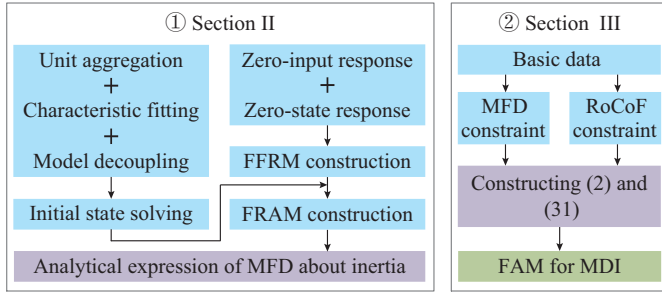 ① Section II
Unit aggregation
+
Characteristic fitting
+
Model decoupling
Initial state solving
Zero-input response
+
Zero-state response
FFRM construction
FRAM construction
Analytical expression of MFD about inertia
② Section III
Basic data
MFD
constraint
RoCoF
constraint
Constructing (2) and
(31)
FAM for MDI